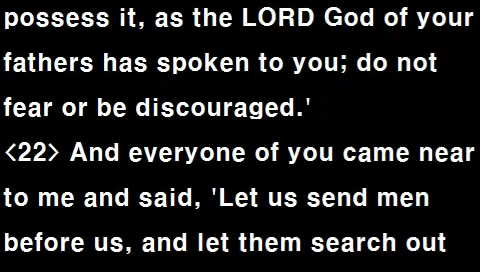 possess it, as the LORD God of your
fathers has spoken to you; do not
fear or be discouraged.'
<22> And everyone of you came near
to me and said, 'Let us send men
before us, and let them search out